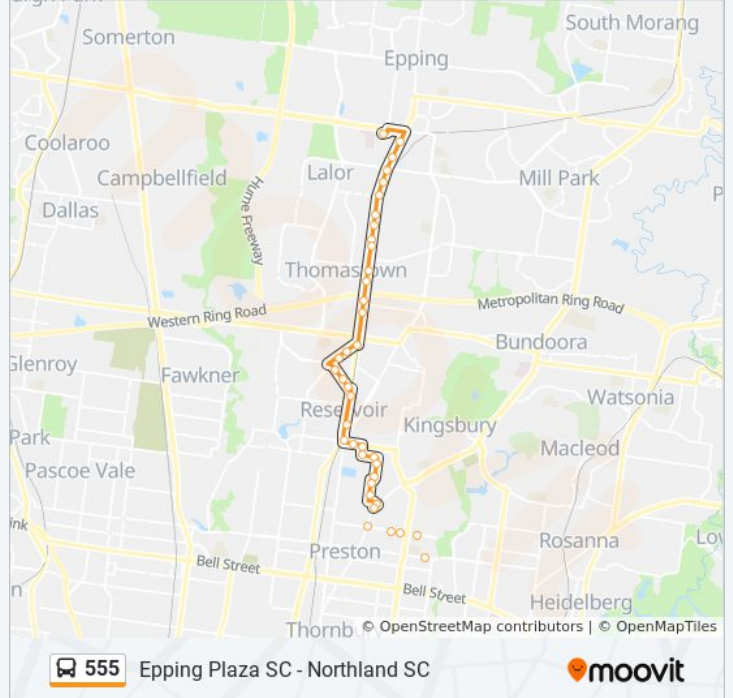 South Morang
Somerton
Epping
Coolaroo
Lalor
Campbellfield
Mill Park
Dallas
Hume Freeway
Thomastown
Metropolitan Ring Road
Western Ring Road
Bundoora
Glenroy
Fawkner
Watsonia
Reservoir
Kingsbury
Park
Macleod
Pascoe Vale
ink
Rosanna
Preston
Bell Street
Bell Street
Heidelberg
Thornbu
© OpenStreetMap contributors | © OpenMapTiles
555 Epping Plaza SC - Northland SC
moovit